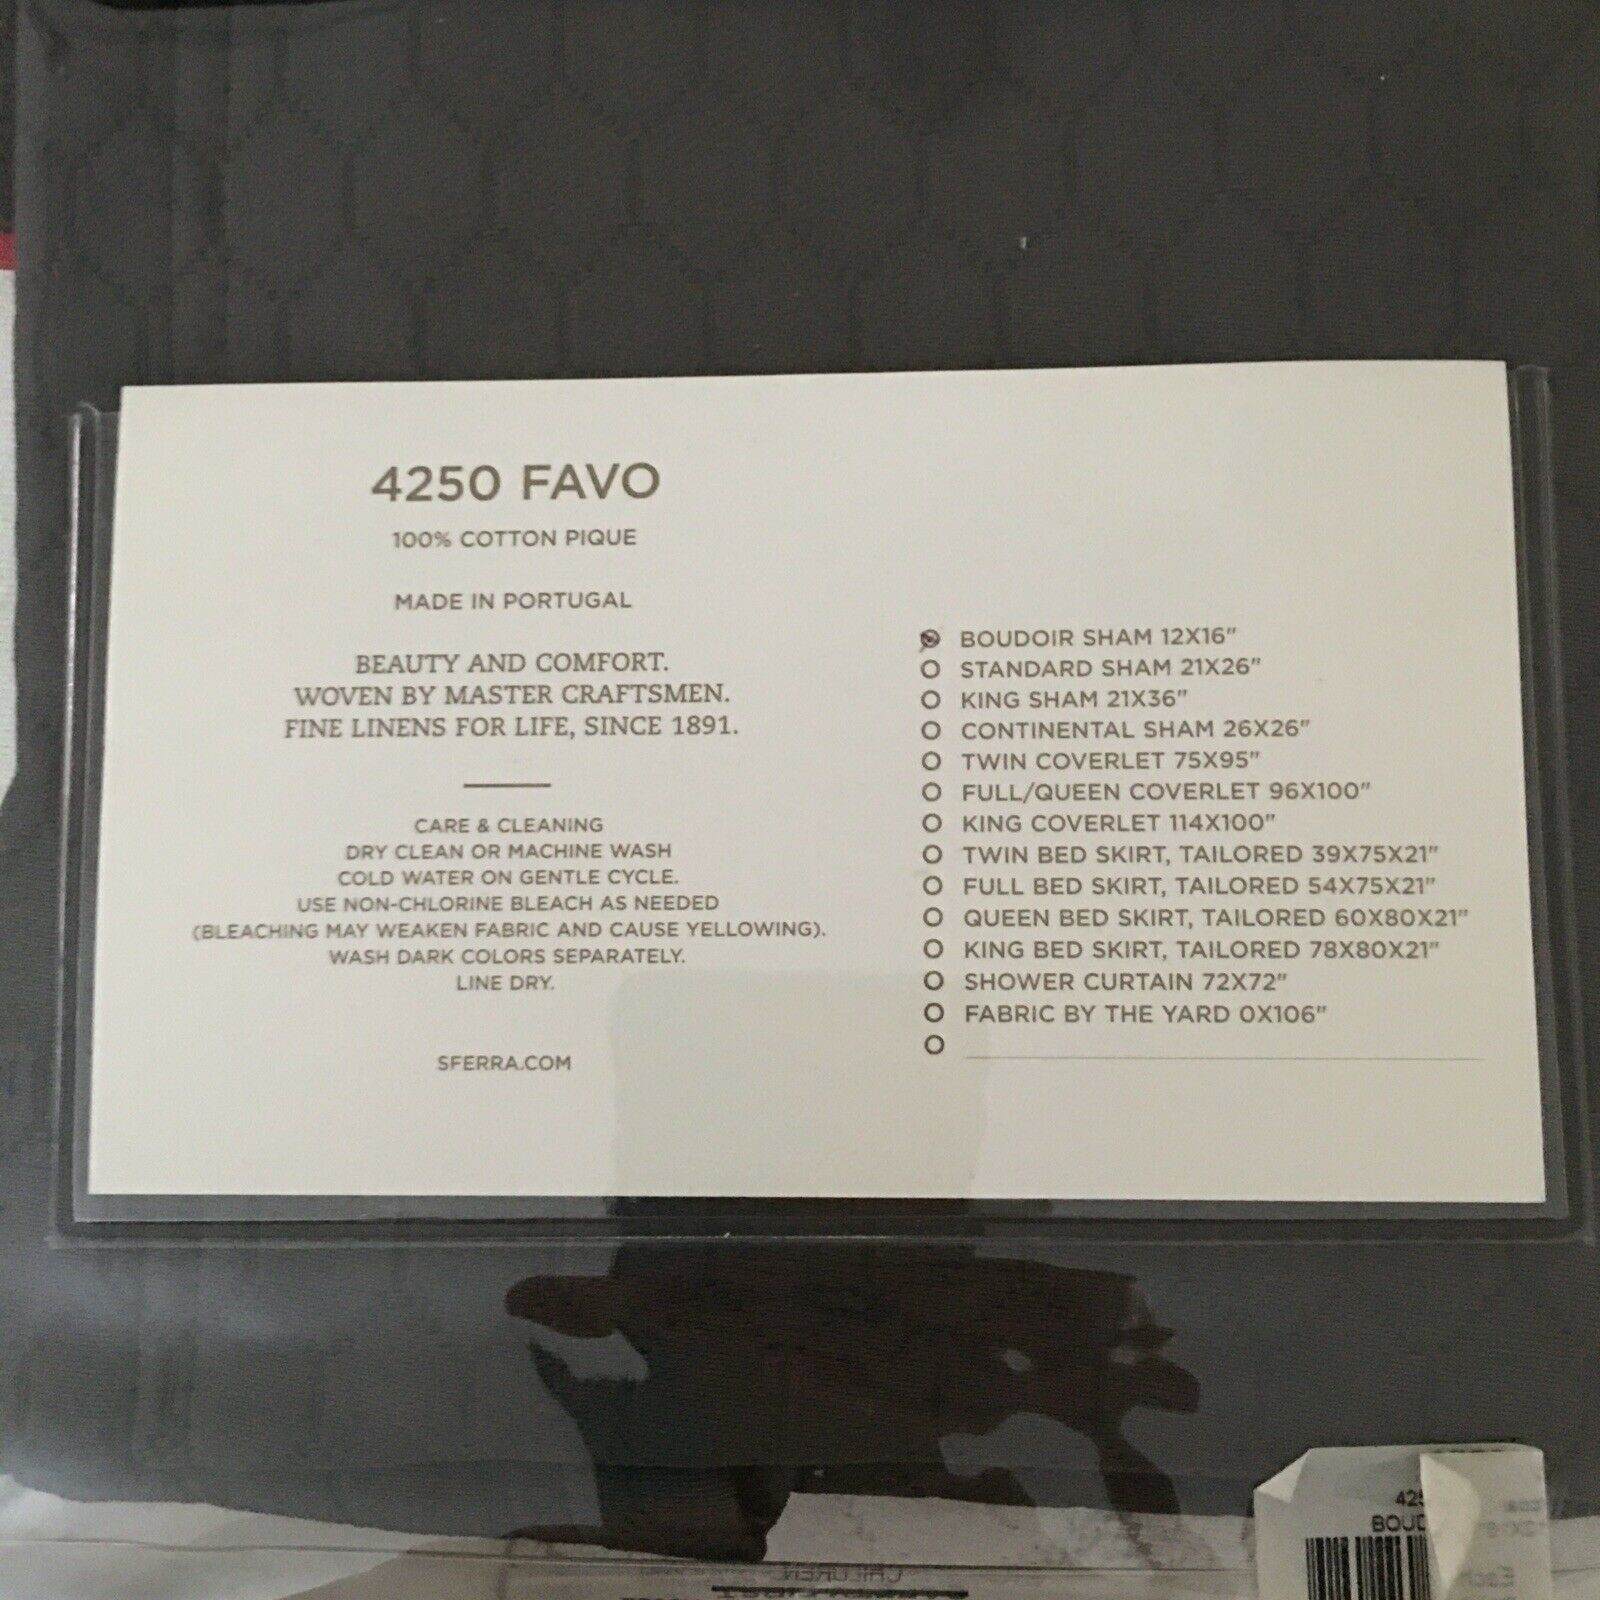 4250 FAVO
100% COTTON PIQUE
MADE IN PORTUGAL
BEAUTY AND COMFORT.
WOVEN BY MASTER CRAFTSMEN.
FINE LINENS FOR LIFE, SINCE 1891.
CARE & CLEANING
DRY CLEAN OR MACHINE WASH
COLD WATER ON GENTLE CYCLE.
USE NON-CHLORINE BLEACH AS NEEDED
(BLEACHING MAY WEAKEN FABRIC AND CAUSE YELLOWING).
WASH DARK COLORS SEPARATELY.
LINE DRY.
SFERRA.COM
BOUDOIR SHAM 12X16"
STANDARD SHAM 21X26"
KING SHAM 21X36"
CONTINENTAL SHAM 26X26"
TWIN COVERLET 75X95"
FULL/QUEEN COVERLET 96X100"
KING COVERLET 114X100"
TWIN BED SKIRT, TAILORED 39X75X21"
FULL BED SKIRT, TAILORED 54X75X21"
QUEEN BED SKIRT, TAILORED 60X80X21"
KING BED SKIRT, TAILORED 78X80X21"
SHOWER CURTAIN 72X72"
FABRIC BY THE YARD 0X106"
425
BOUD
CHILDREN